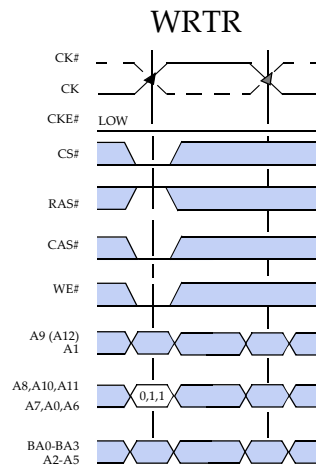 WRTR
CK#
CK
CKE# LOW
CS#
RAS#
CAS#
WE#
A9 (A12)
A1
A8,A10,A11
0,1,1
A7,A0,A6
BA0-BA3
A2-A5